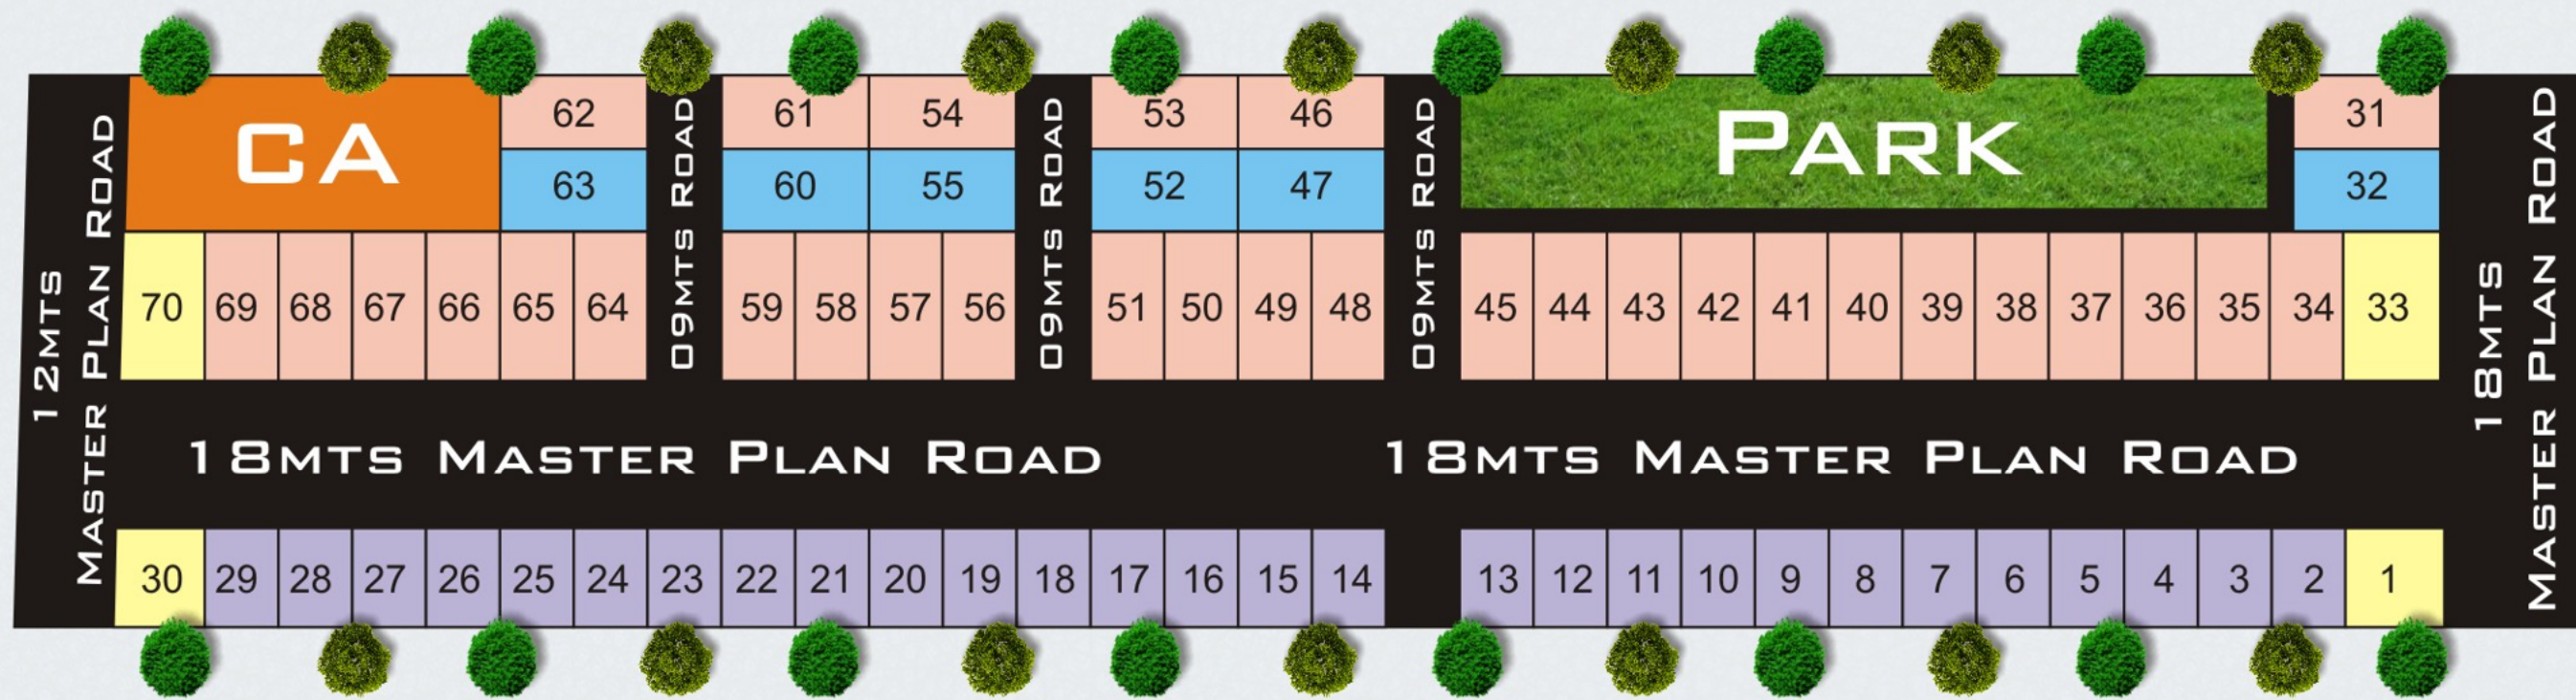 12MTS
MASTER PLAN ROAD
CA
62
63
09MTS ROAD
61 54
60 55
09MTS ROAD
53 46
52 47
09MTS ROAD
PARK
31
32
18MTS
MASTER PLAN ROAD
70 69 68 67 66 65 64
59 58 57 56
51 50 49 48
45 44 43 42 41 40 39 38 37 36 35 34 33
18MTS MASTER PLAN ROAD
18MTS MASTER PLAN ROAD
30 29 28 27 26 25 24 23 22 21 20 19 18 17 16 15 14
13 12 11 10 9 8 7 6 5 4 3 2 1